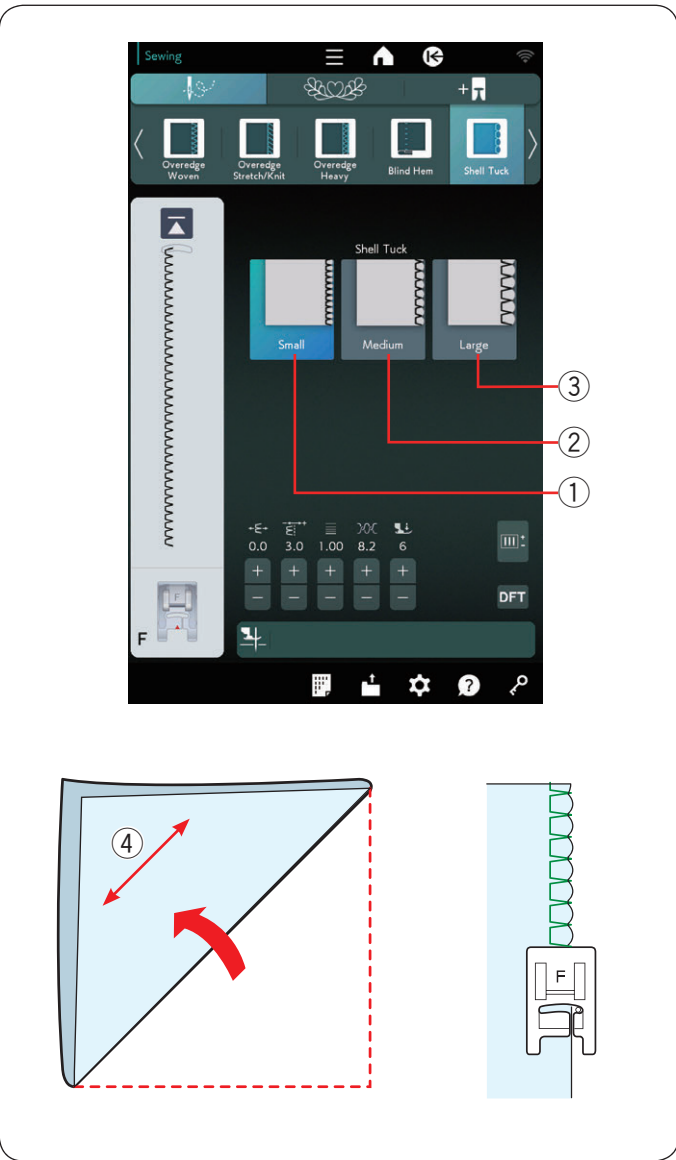 Sewing
+
Overedge
Woven
Overedge
Stretch/Knit
Overedge
Heavy
Blind Hem
Shell Tuck
Shell Tuck
Small
Medium
Large
③
②
①
0.0 3.0 1.00 8.2 6
+ + + + +
− − − − −
DFT
F
F
?
④
F